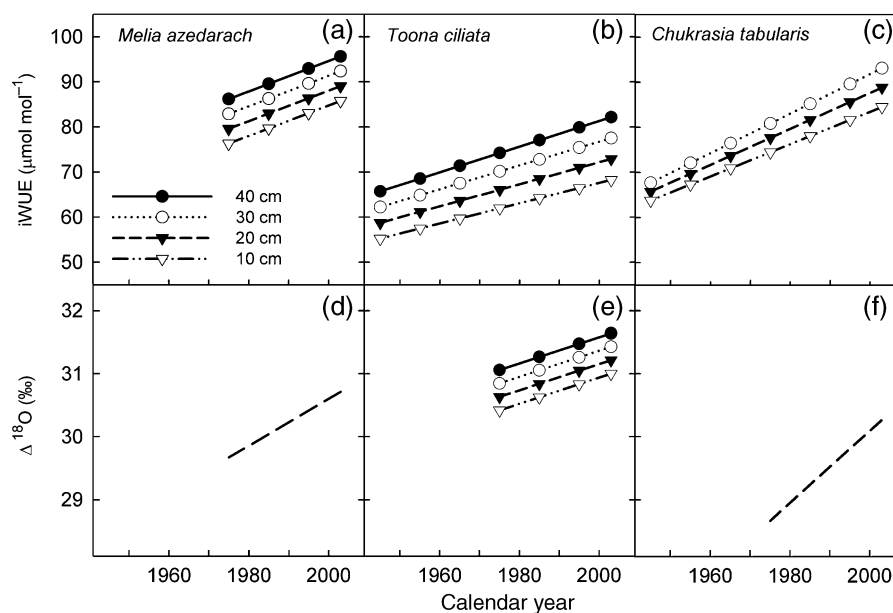 Melia azedarach (a)
Toona ciliata (b)
Chukrasia tabularis (c)
100
90
80
70
60
50
iWUE (µmol mol⁻¹)
40 cm
30 cm
20 cm
10 cm
(d)
(e)
(f)
32
31
30
29
Δ ¹⁸O (‰)
1960 1980 2000
1960 1980 2000
1960 1980 2000
Calendar year